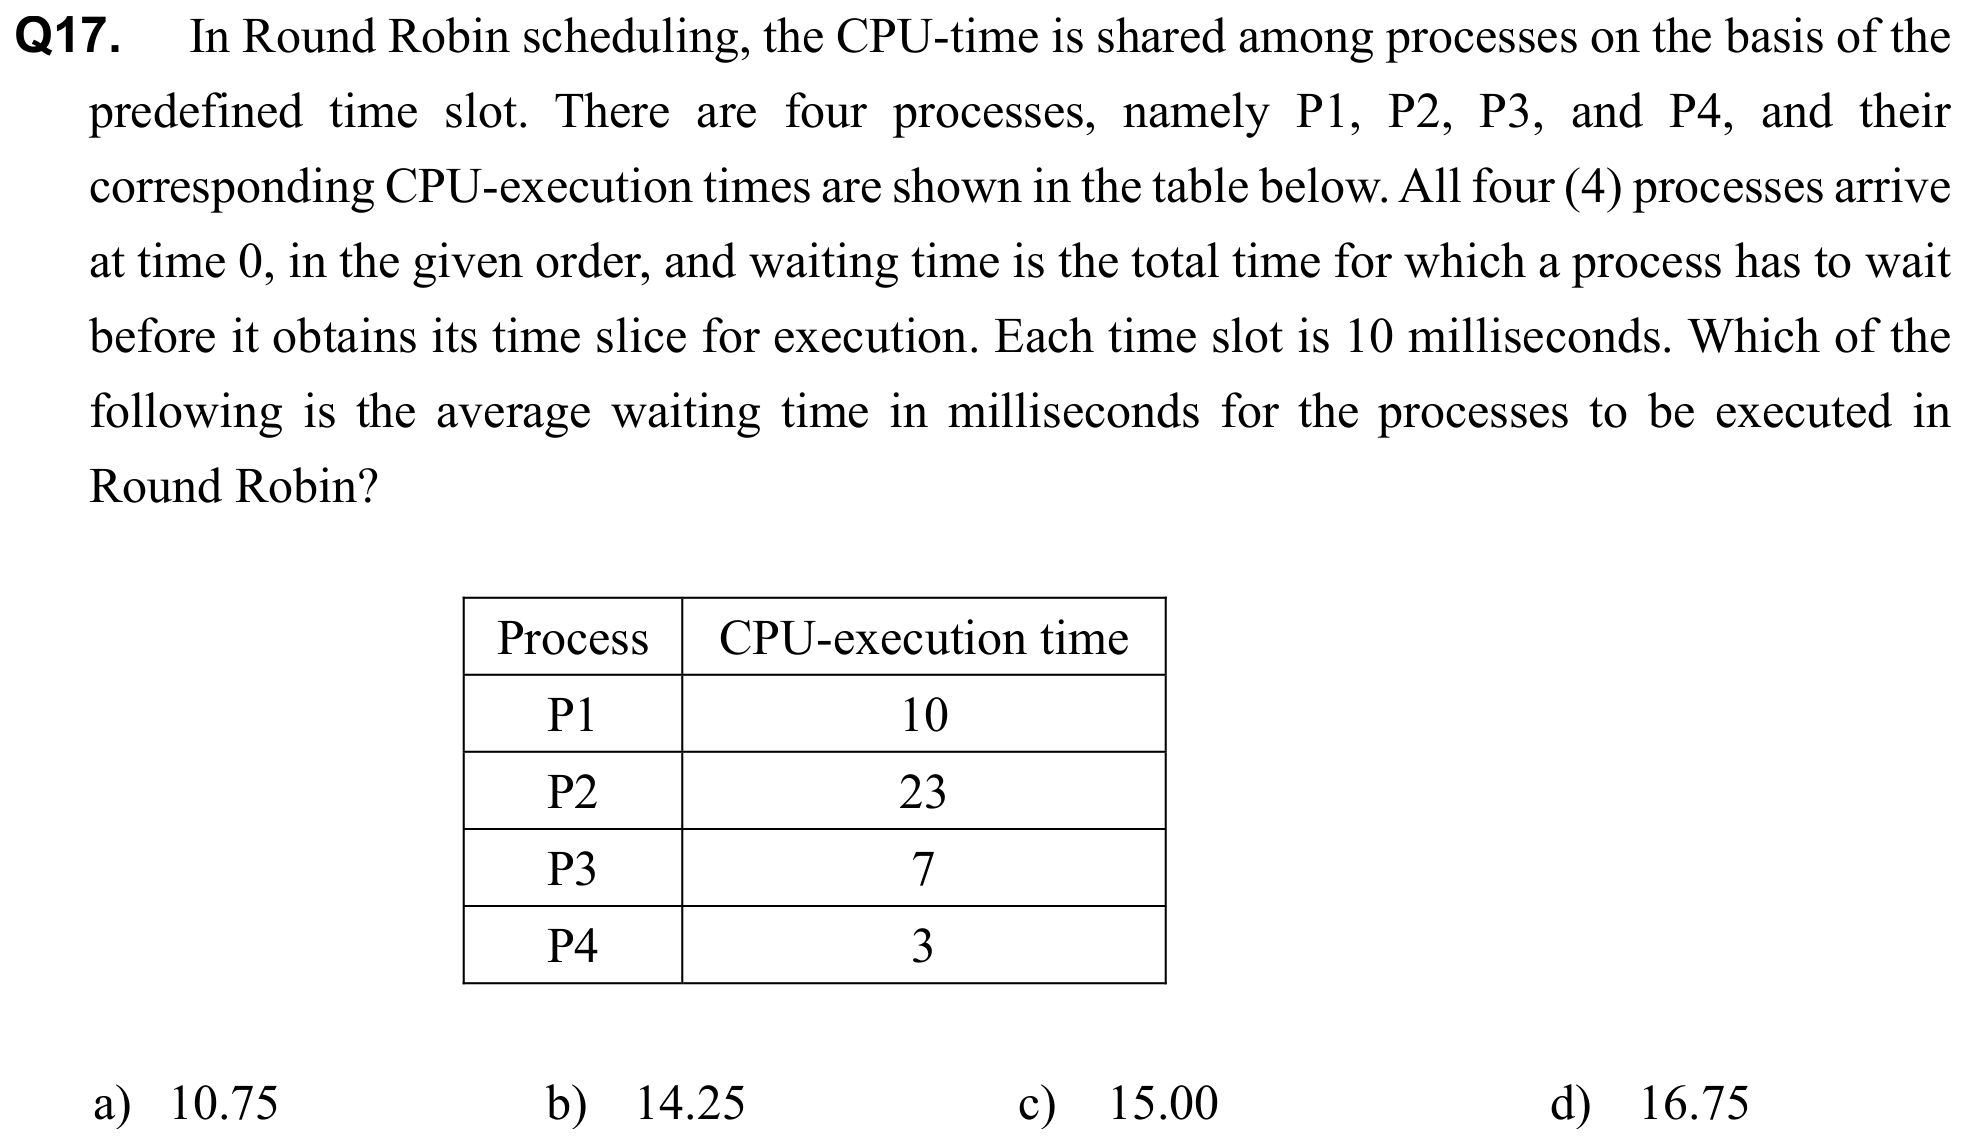 Q17. In Round Robin scheduling, the CPU-time is shared among processes on the basis of the
predefined time slot. There are four processes, namely P1, P2, P3, and P4, and their
corresponding CPU-execution times are shown in the table below. All four (4) processes arrive
at time 0, in the given order, and waiting time is the total time for which a process has to wait
before it obtains its time slice for execution. Each time slot is 10 milliseconds. Which of the
following is the average waiting time in milliseconds for the processes to be executed in
Round Robin?
Process CPU-execution time
P1 10
P2 23
P3 7
P4 3
a) 10.75 b) 14.25 c) 15.00 d) 16.75